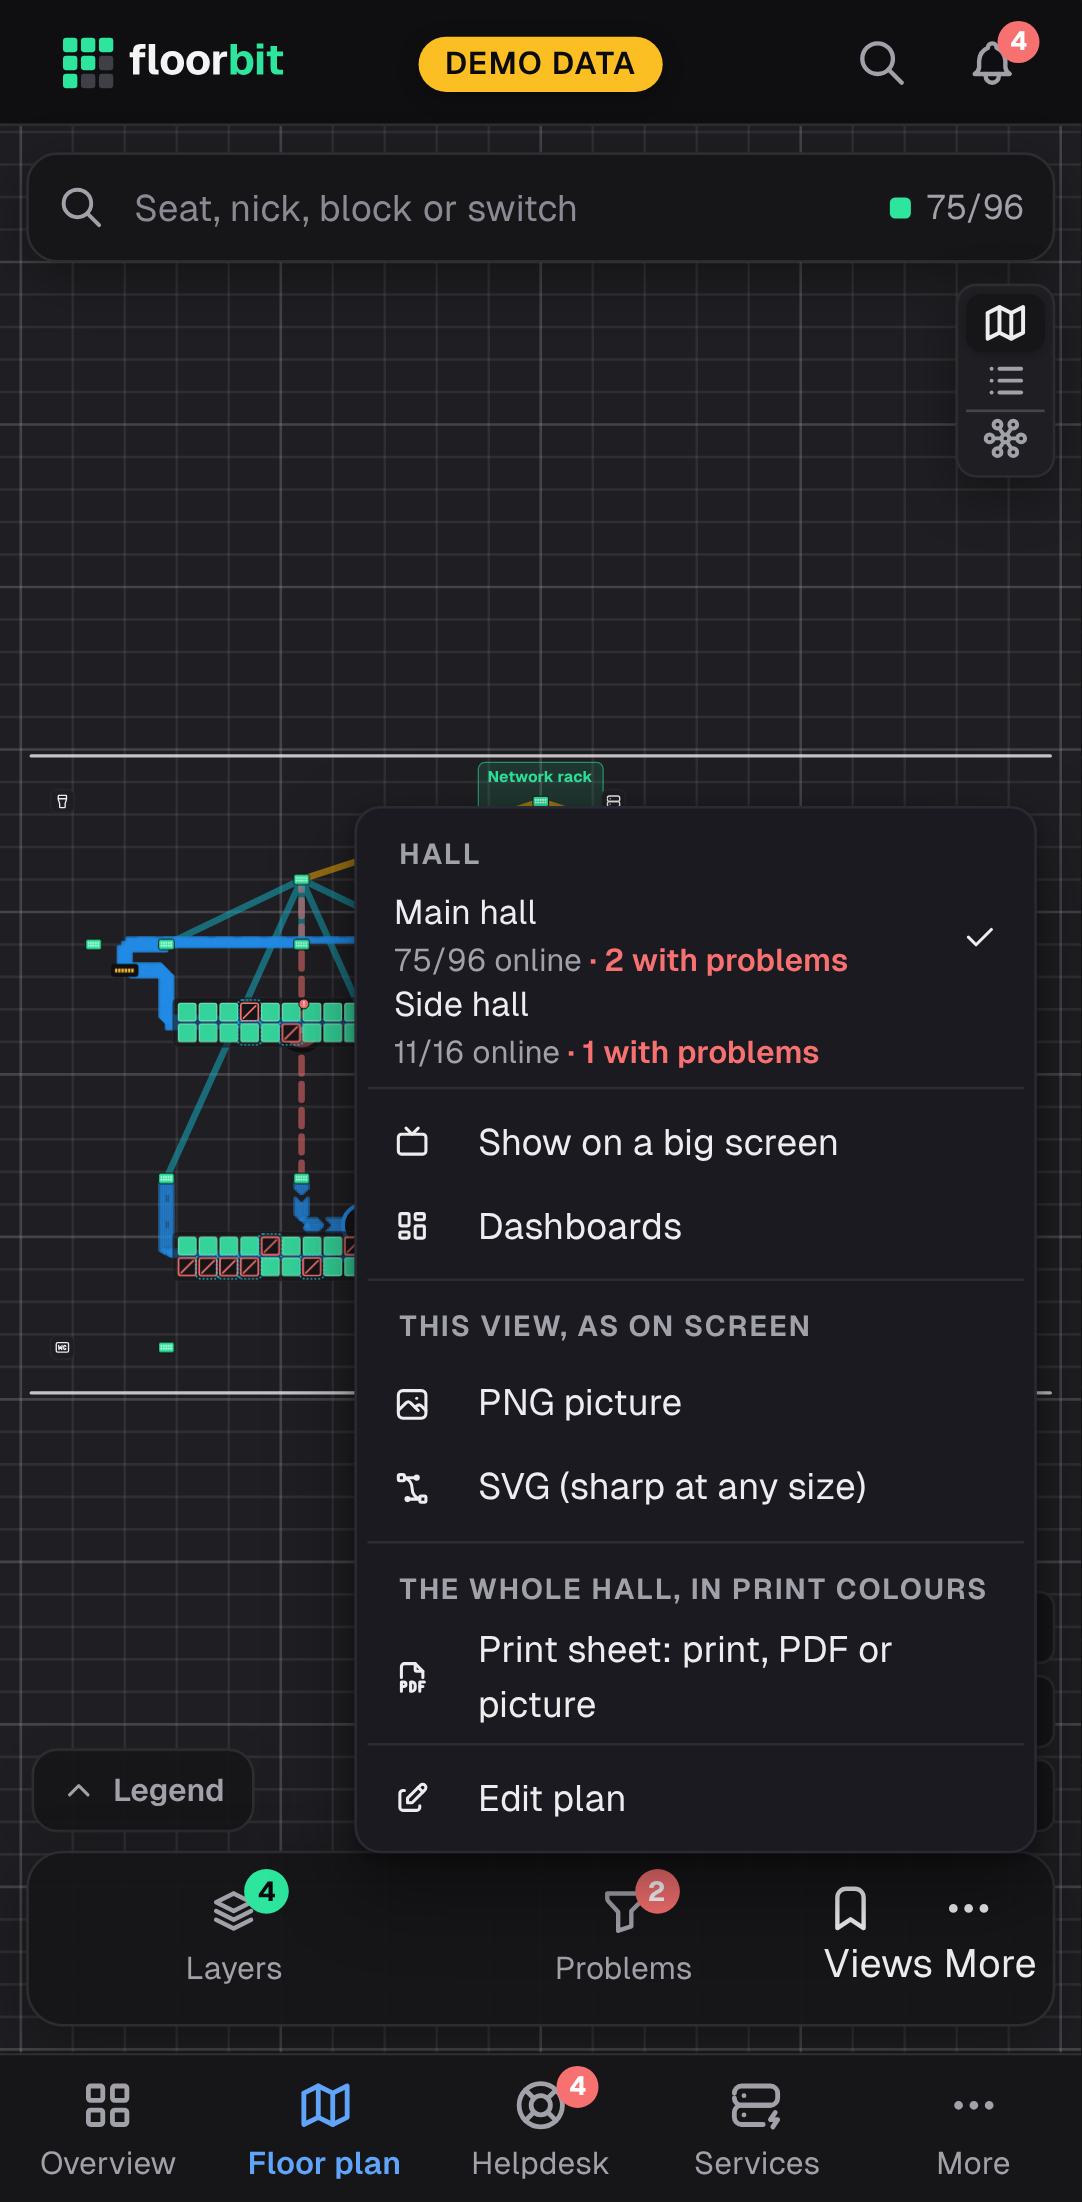 floorbit
DEMO DATA
4
Seat, nick, block or switch
75/96
Network rack
HALL
Main hall
75/96 online · 2 with problems
Side hall
11/16 online · 1 with problems
Show on a big screen
Dashboards
THIS VIEW, AS ON SCREEN
PNG picture
SVG (sharp at any size)
THE WHOLE HALL, IN PRINT COLOURS
PDF
Print sheet: print, PDF or
picture
Edit plan
WC
Legend
4
Layers
2
Problems
Views
More
Overview
Floor plan
4
Helpdesk
Services
More